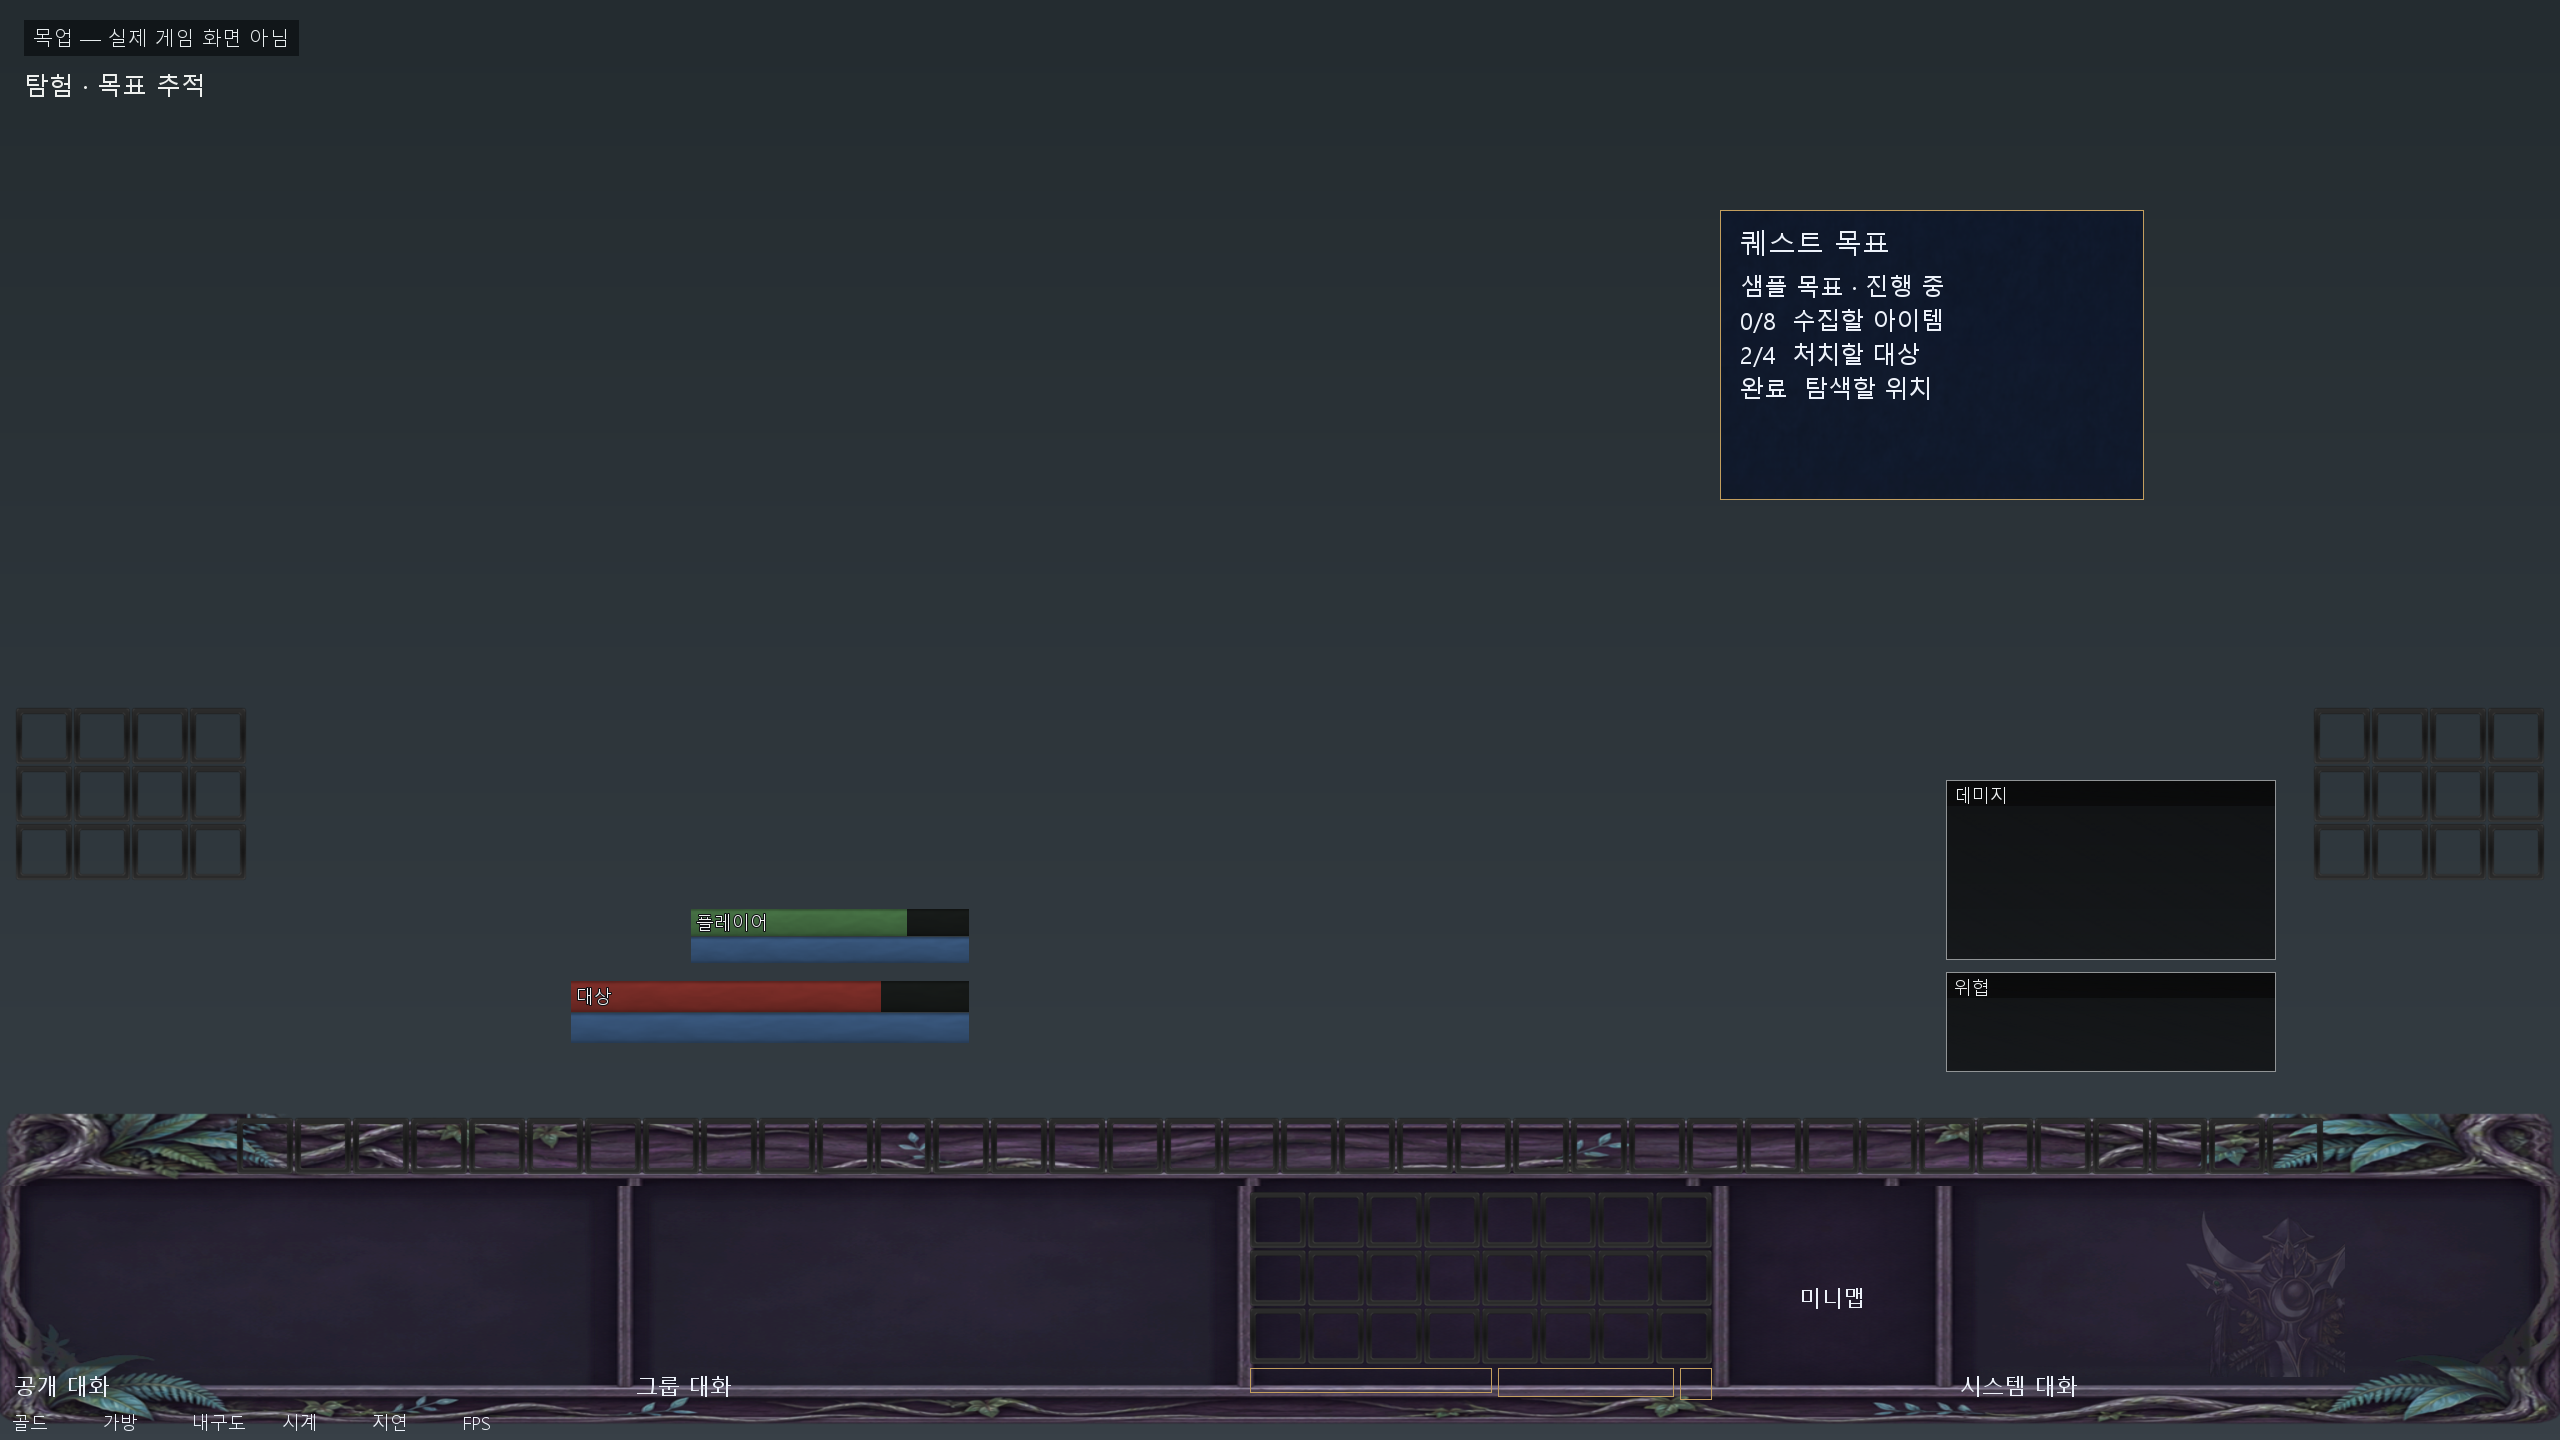 목업 — 실제 게임 화면 아님
탐험 · 목표 추적
퀘스트 목표
샘플 목표 · 진행 중
0/8 수집할 아이템
2/4 처치할 대상
완료 탐색할 위치
데미지
플레이어
위협
대상
미니맵
공개 대화
그룹 대화
시스템 대화
골드 가방 내구도 시계 지연 FPS